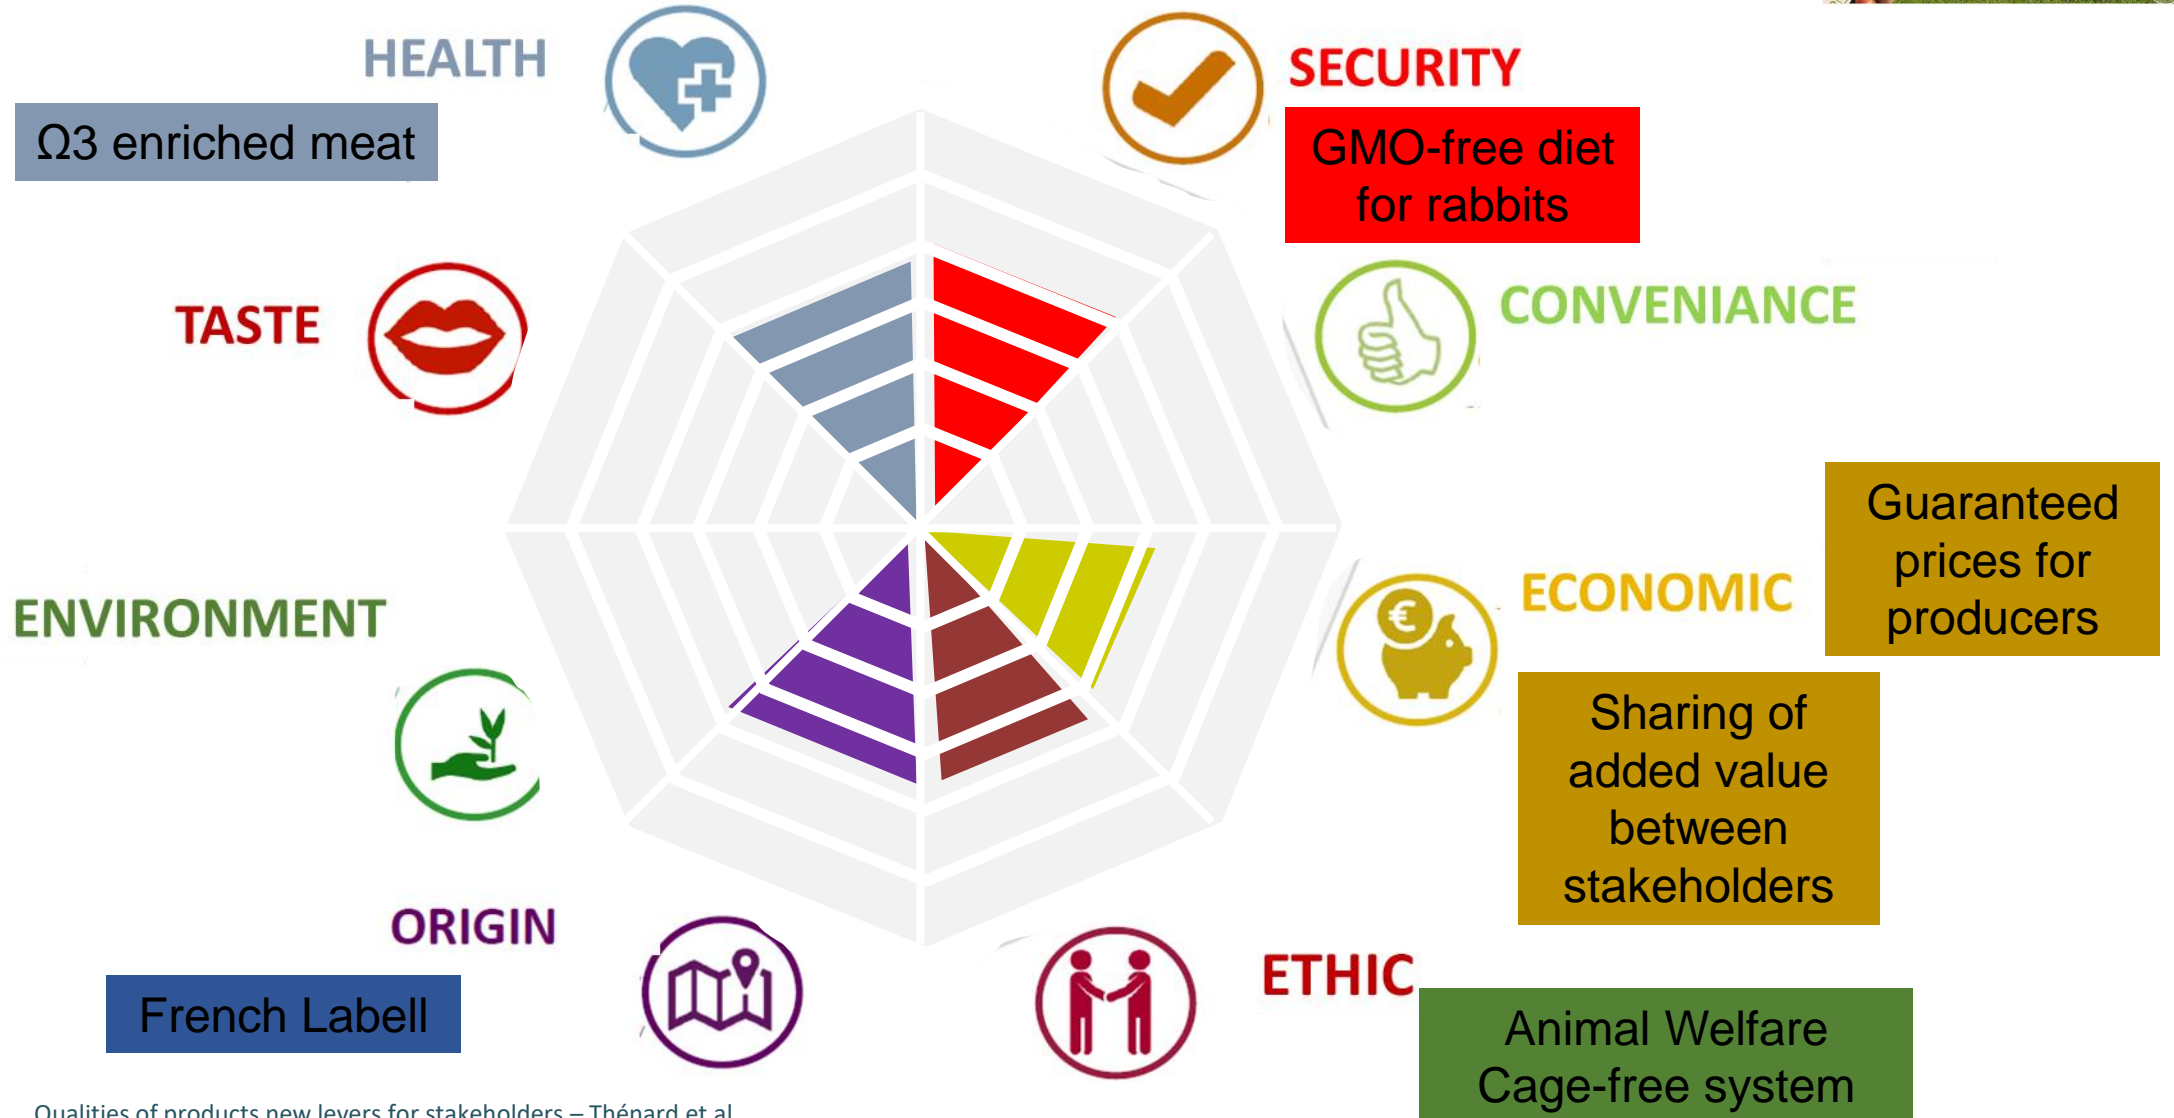 HEALTH
Ω3 enriched meat
SECURITY
GMO-free diet
for rabbits
TASTE
CONVENIANCE
Guaranteed
prices for
producers
ENVIRONMENT
ECONOMIC
€
Sharing of
added value
between
stakeholders
ORIGIN
French Labell
ETHIC
Animal Welfare
Cage-free system
Qualities of products new levers for stakeholders – Thénard et al